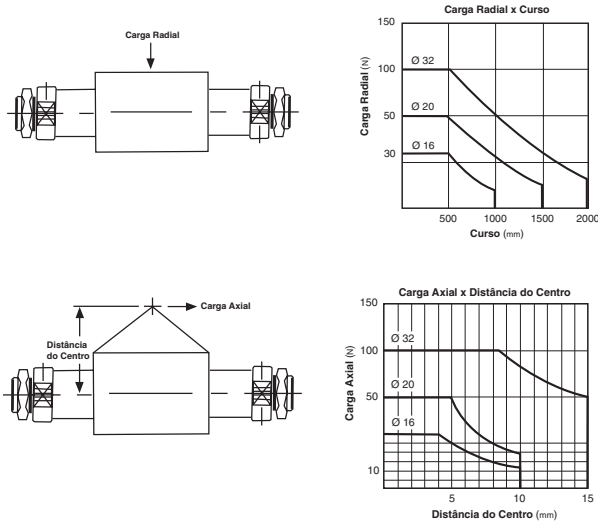 Carga Radial
Carga Radial x Curso
150
100
50
30
Ø 32
Ø 20
Ø 16
Carga Radial (N)
500 1000 1500 2000
Curso (mm)
Carga Axial
Distância
do Centro
Carga Axial x Distância do Centro
150
100
50
10
Ø 32
Ø 20
Ø 16
Carga Axial (N)
5 10 15
Distância do Centro (mm)